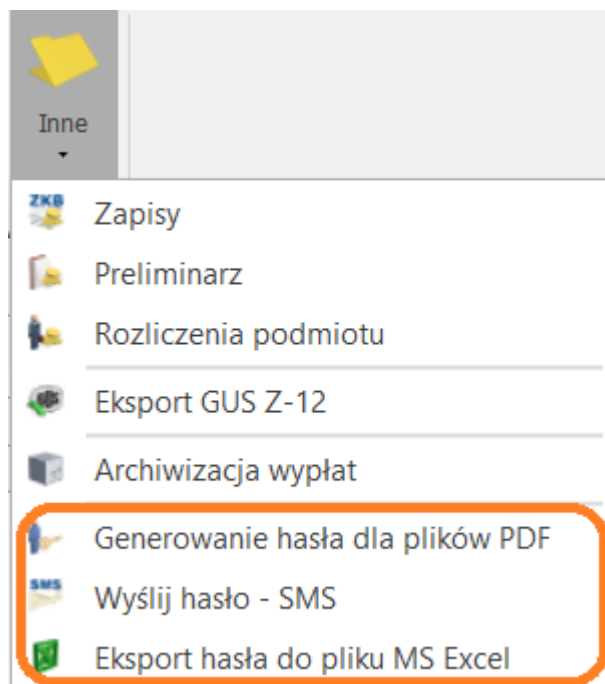 Inne
ZKB
Zapisy
Preliminarz
Rozliczenia podmiotu
Eksport GUS Z-12
Archiwizacja wypłat
Generowanie hasła dla plików PDF
SMS
Wyślij hasło - SMS
Eksport hasła do pliku MS Excel